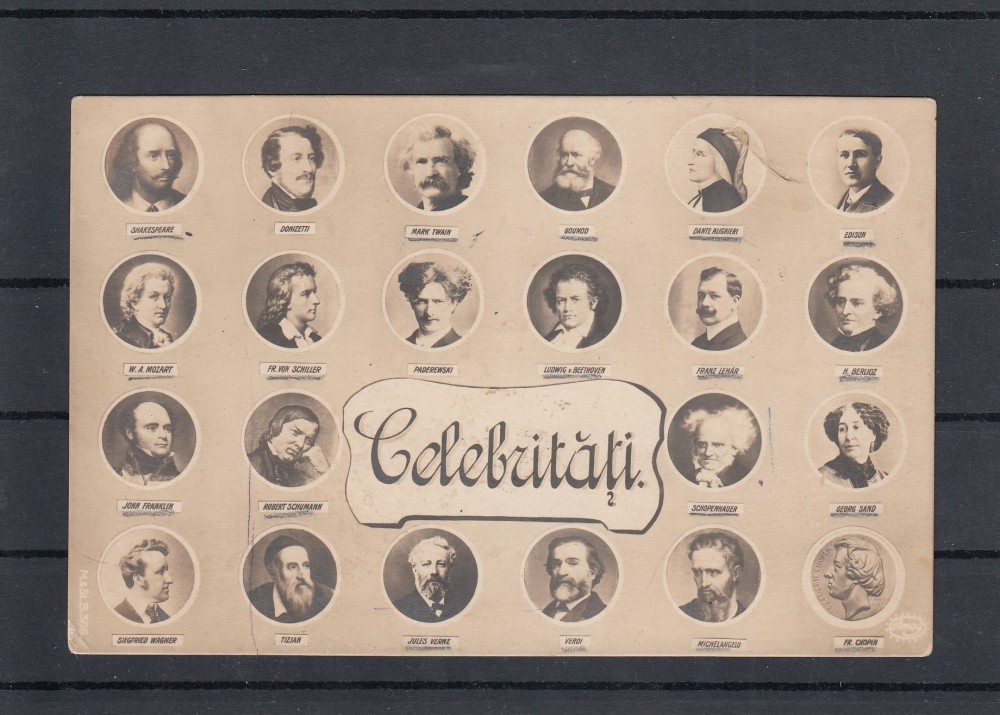 SHAKESPEARE
DONIZETTI
MARK TWAIN
GOUNOD
DANTE ALIGHIERI
EDISON
W. A. MOZART
FR. VON SCHILLER
PADEREWSKI
LUDWIG v. BEETHOVEN
FRANZ LEHÁR
H. BERLIOZ
Celebrităţi.
JOHN FRANKLIN
ROBERT SCHUMANN
SCHOPENHAUER
GEORG SAND
SIEGFRIED WAGNER
TIZIAN
JULES VERNE
VERDI
MICHELANGELO
FR. CHOPIN